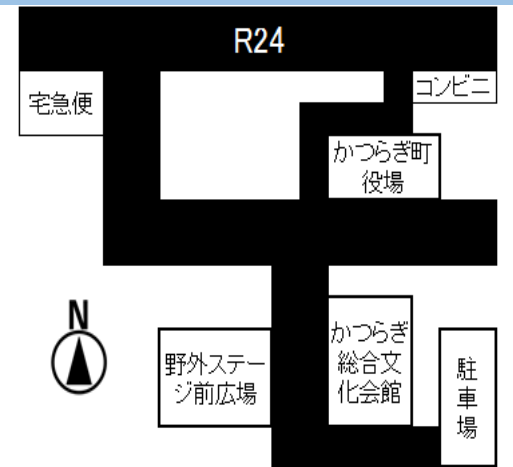 R24
宅急便
コンビニ
かつらぎ町
役場
N
野外ステー
ジ前広場
かつらぎ
総合文
化会館
駐
車
場